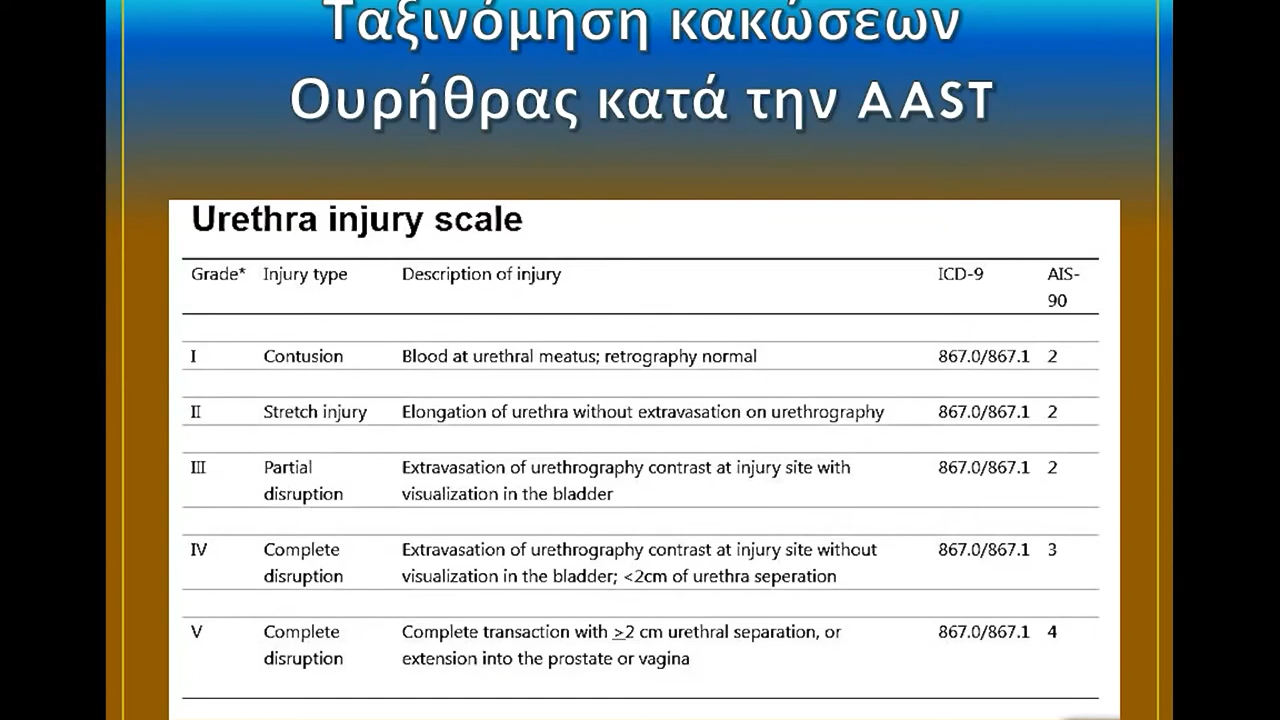 Ταξινόμηση κακώσεων
Ουρήθρας κατά την AAST
Urethra injury scale
Grade* Injury type Description of injury ICD-9 AIS-
90
I Contusion Blood at urethral meatus; retrography normal 867.0/867.1 2
II Stretch injury Elongation of urethra without extravasation on urethrography 867.0/867.1 2
III Partial Extravasation of urethrography contrast at injury site with 867.0/867.1 2
disruption visualization in the bladder
IV Complete Extravasation of urethrography contrast at injury site without 867.0/867.1 3
disruption visualization in the bladder; <2cm of urethra seperation
V Complete Complete transaction with ≥2 cm urethral separation, or 867.0/867.1 4
disruption extension into the prostate or vagina